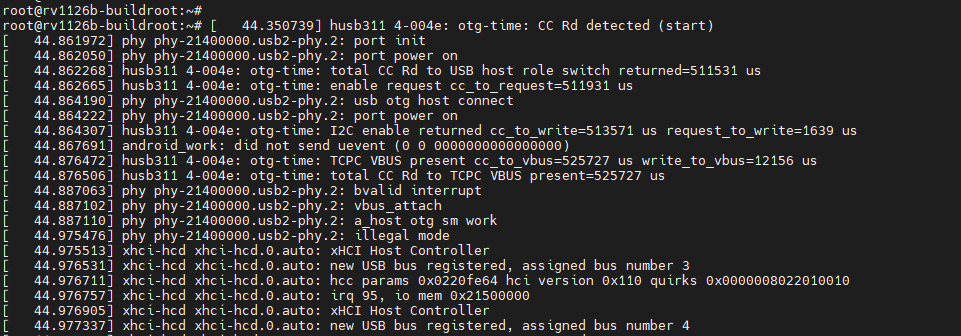 root@rv1126b-buildroot:~#
root@rv1126b-buildroot:~# [   44.350739] husb311 4-004e: otg-time: CC Rd detected (start)
[   44.861972] phy phy-21400000.usb2-phy.2: port init
[   44.862050] phy phy-21400000.usb2-phy.2: port power on
[   44.862268] husb311 4-004e: otg-time: total CC Rd to USB host role switch returned=511531 us
[   44.862665] husb311 4-004e: otg-time: enable request cc_to_request=511931 us
[   44.864190] phy phy-21400000.usb2-phy.2: usb otg host connect
[   44.864222] phy phy-21400000.usb2-phy.2: port power on
[   44.864307] husb311 4-004e: otg-time: I2C enable returned cc_to_write=513571 us request_to_write=1639 us
[   44.867691] android_work: did not send uevent (0 0 0000000000000000)
[   44.876472] husb311 4-004e: otg-time: TCPC VBUS present cc_to_vbus=525727 us write_to_vbus=12156 us
[   44.876506] husb311 4-004e: otg-time: total CC Rd to TCPC VBUS present=525727 us
[   44.887063] phy phy-21400000.usb2-phy.2: bvalid interrupt
[   44.887102] phy phy-21400000.usb2-phy.2: vbus_attach
[   44.887110] phy phy-21400000.usb2-phy.2: a_host otg sm work
[   44.975476] phy phy-21400000.usb2-phy.2: illegal mode
[   44.975513] xhci-hcd xhci-hcd.0.auto: xHCI Host Controller
[   44.976531] xhci-hcd xhci-hcd.0.auto: new USB bus registered, assigned bus number 3
[   44.976711] xhci-hcd xhci-hcd.0.auto: hcc params 0x0220fe64 hci version 0x110 quirks 0x0000008022010010
[   44.976757] xhci-hcd xhci-hcd.0.auto: irq 95, io mem 0x21500000
[   44.976905] xhci-hcd xhci-hcd.0.auto: xHCI Host Controller
[   44.977337] xhci-hcd xhci-hcd.0.auto: new USB bus registered, assigned bus number 4